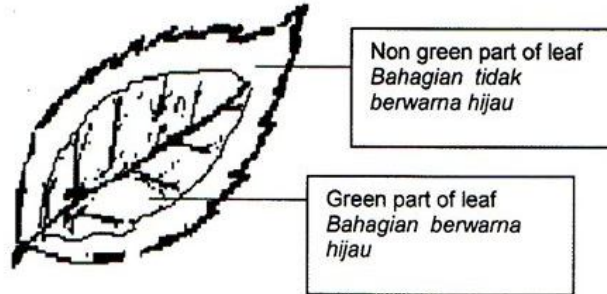 Non green part of leaf
Bahagian tidak
berwarna hijau
Green part of leaf
Bahagian berwarna
hijau